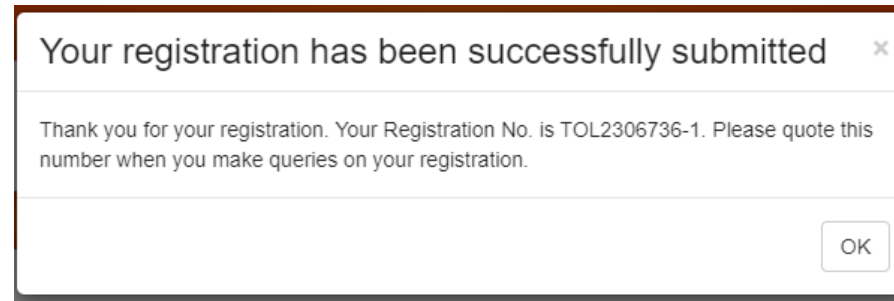 Your registration has been successfully submitted ×
Thank you for your registration. Your Registration No. is TOL2306736-1. Please quote this
number when you make queries on your registration.
OK